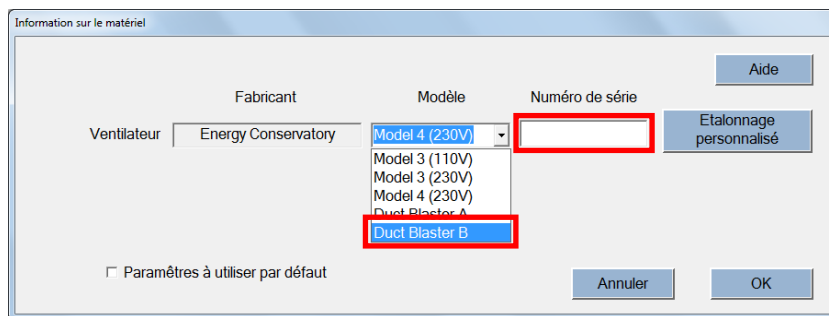 Information sur le matériel
Aide
Fabricant Modèle Numéro de série
Ventilateur Energy Conservatory Model 4 (230V) Etalonnage
personnalisé
Model 3 (110V)
Model 3 (230V)
Model 4 (230V)
Duct Blaster A
Duct Blaster B
Paramêtres à utiliser par défaut
Annuler OK